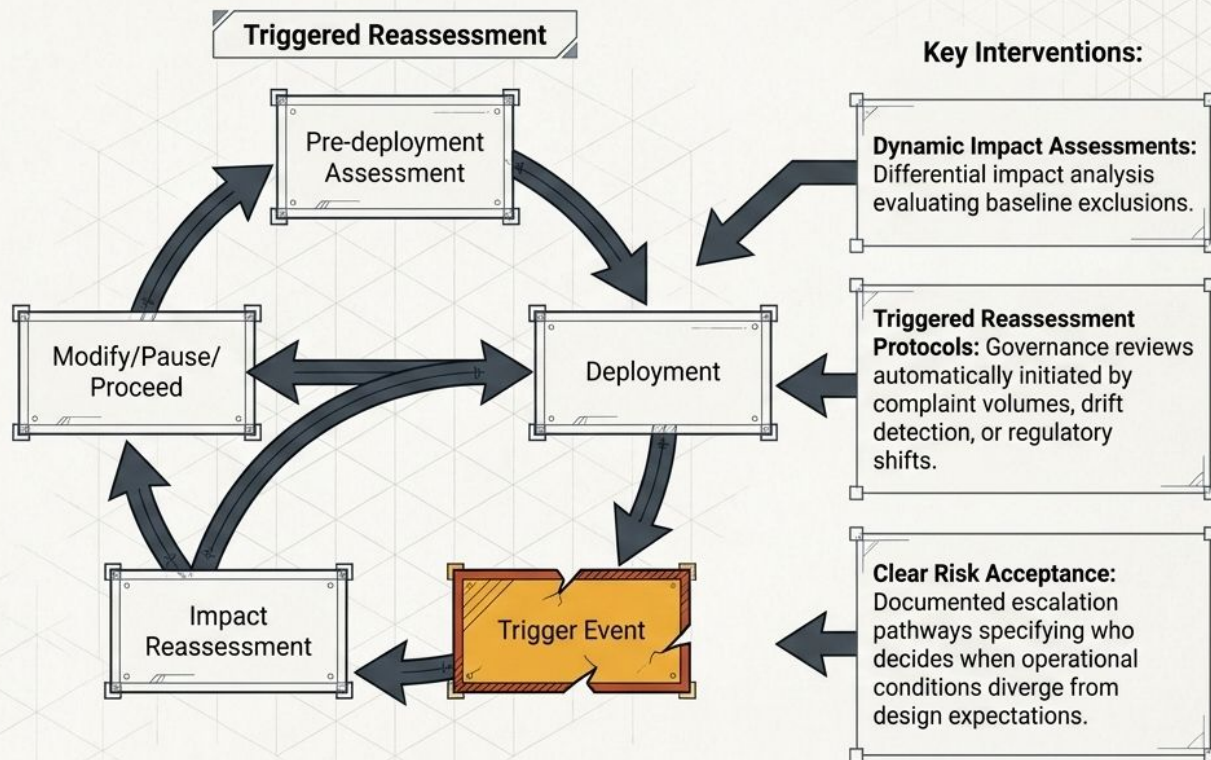 Triggered Reassessment
Pre-deployment
Assessment
Modify/Pause/
Proceed
Deployment
Impact
Reassessment
Trigger Event
Key Interventions:
Dynamic Impact Assessments:
Differential impact analysis
evaluating baseline exclusions.
Triggered Reassessment
Protocols: Governance reviews
automatically initiated by
complaint volumes, drift
detection, or regulatory
shifts.
Clear Risk Acceptance:
Documented escalation
pathways specifying who
decides when operational
conditions diverge from
design expectations.